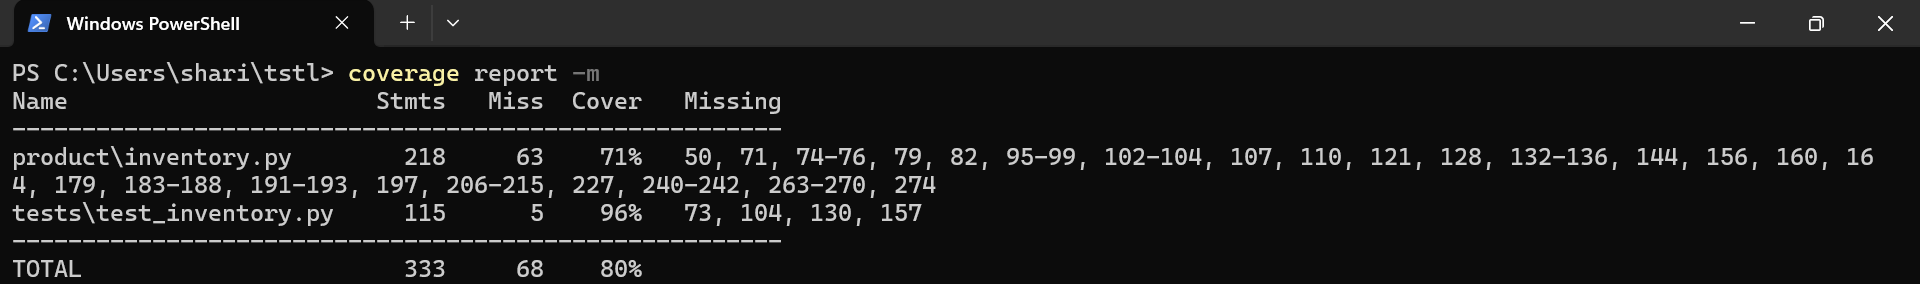 Windows PowerShell
PS C:\Users\shari\tstl> coverage report -m
Name                      Stmts   Miss  Cover   Missing
-------------------------------------------------------
product\inventory.py        218     63    71%   50, 71, 74-76, 79, 82, 95-99, 102-104, 107, 110, 121, 128, 132-136, 144, 156, 160, 16
4, 179, 183-188, 191-193, 197, 206-215, 227, 240-242, 263-270, 274
tests\test_inventory.py     115      5    96%   73, 104, 130, 157
-------------------------------------------------------
TOTAL                       333     68    80%